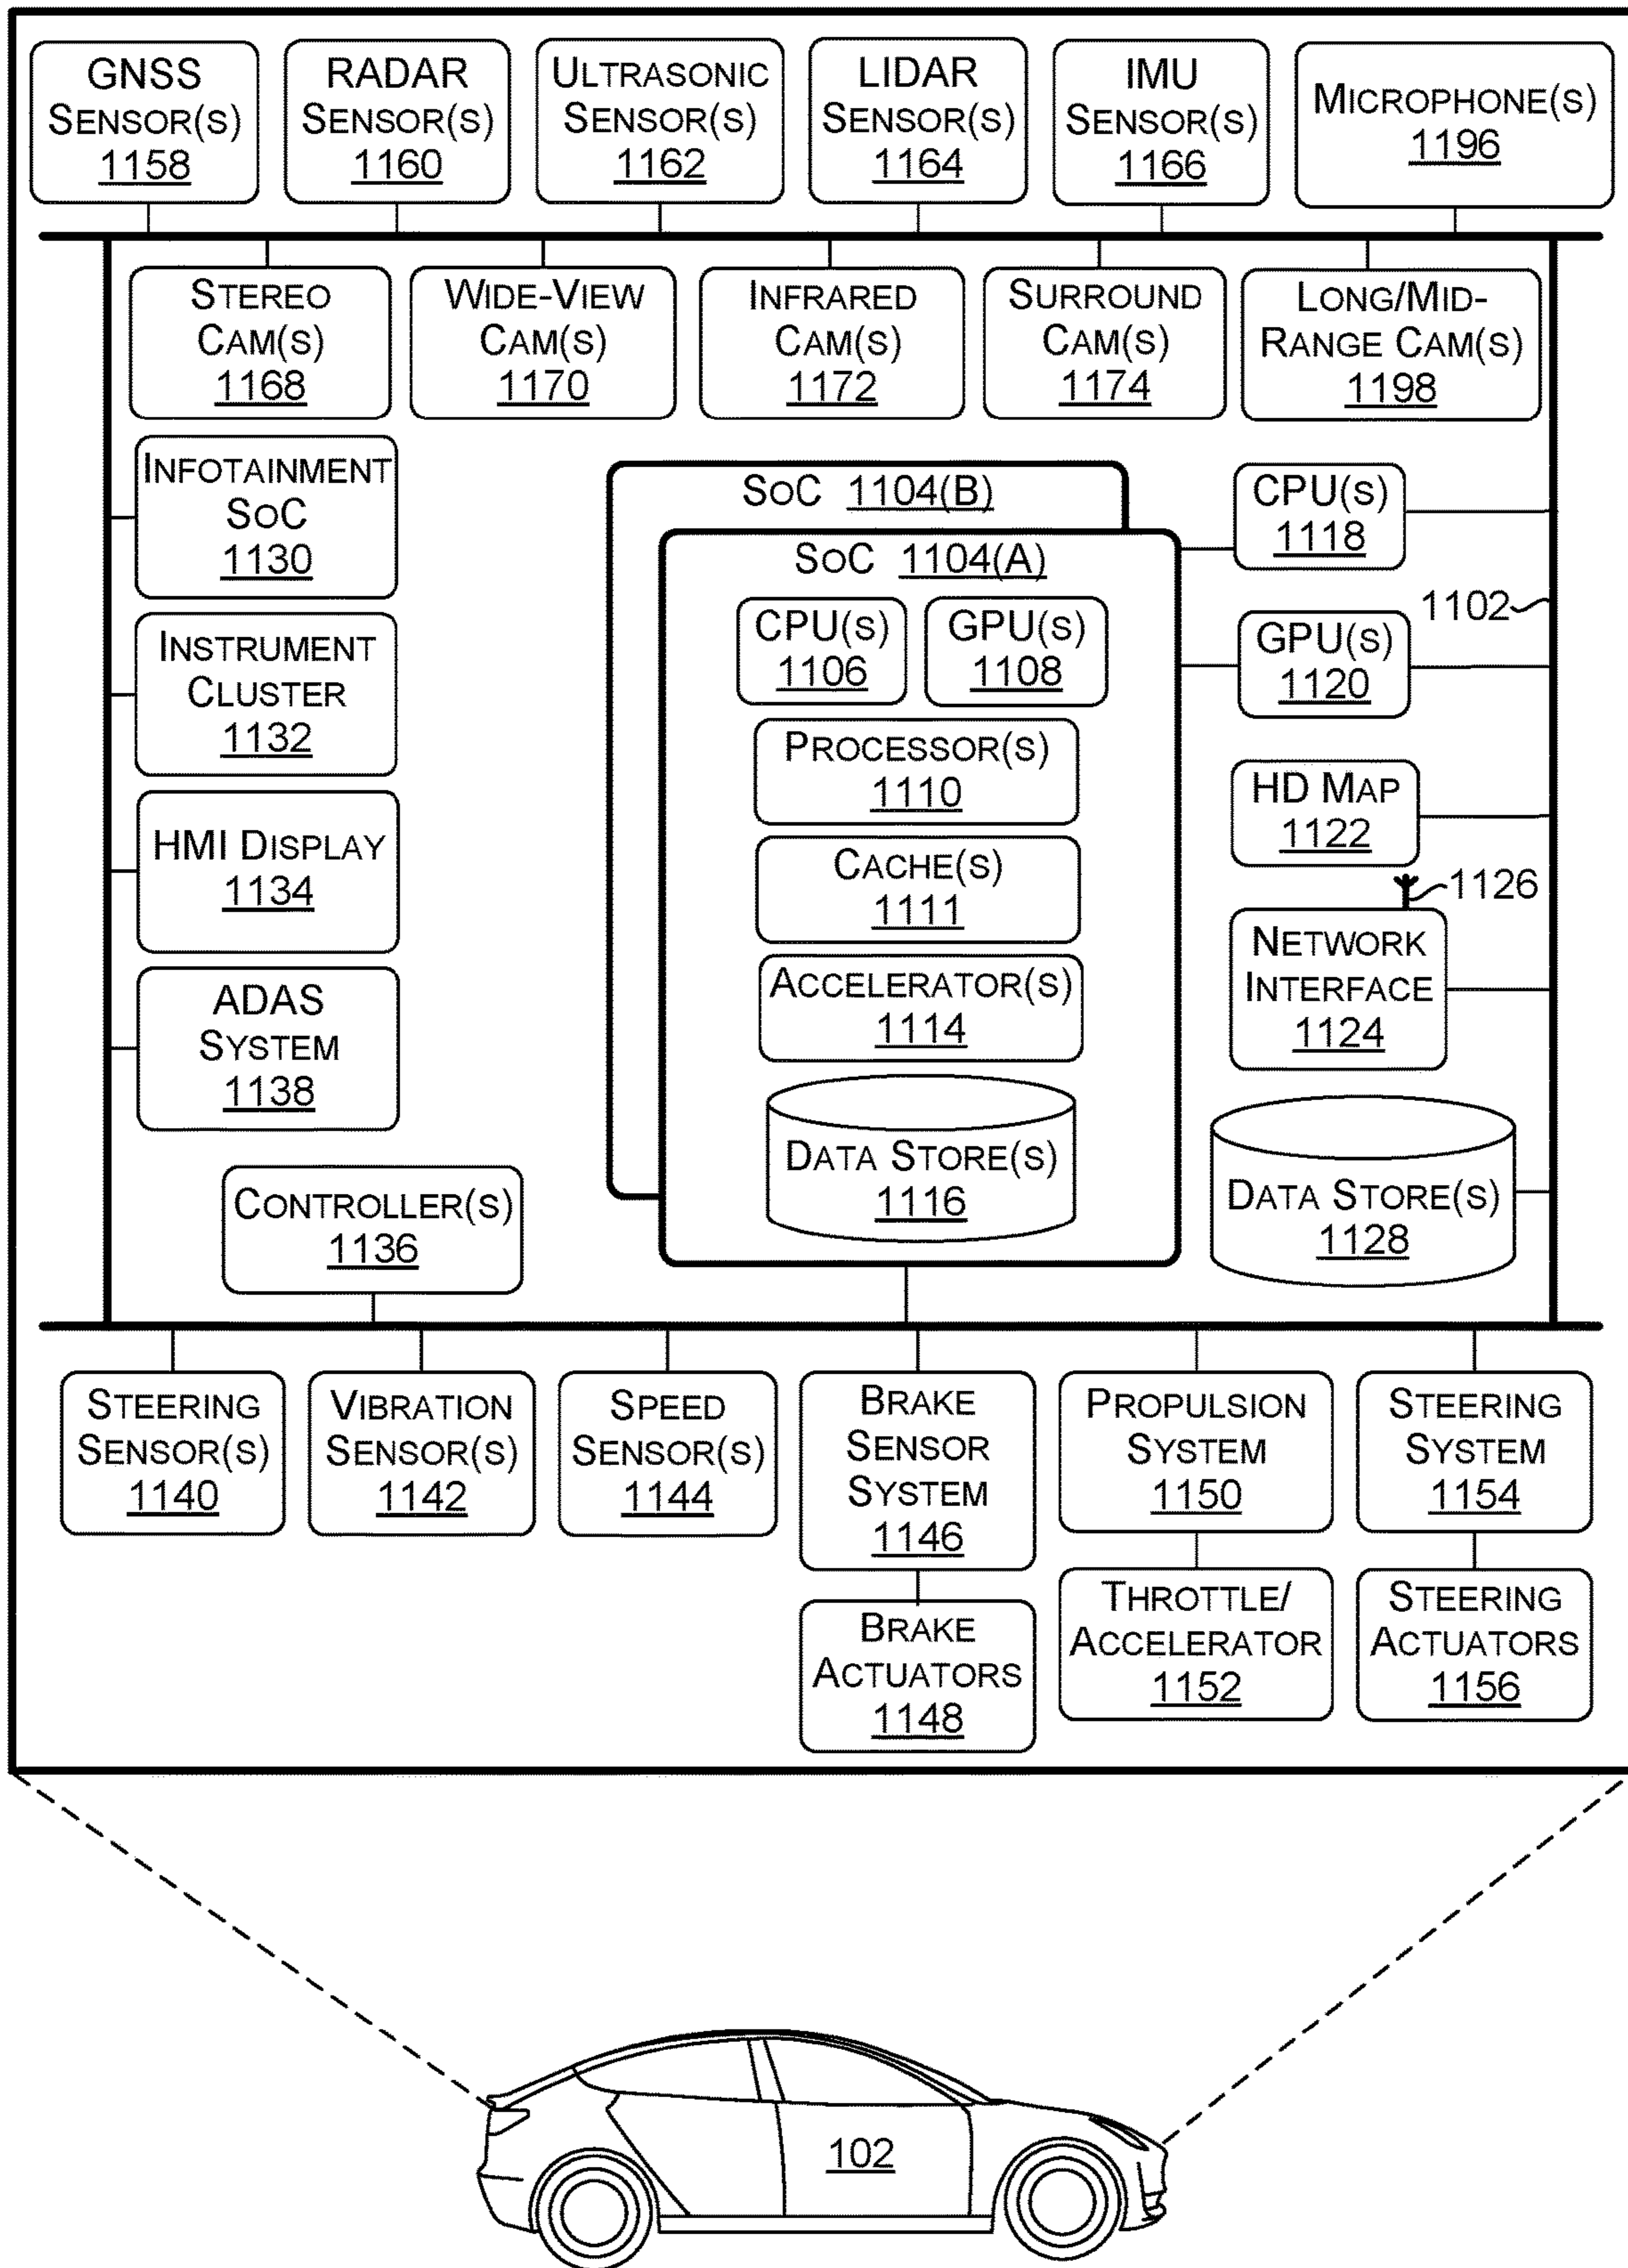 GNSS
SENSOR(S)
1158
RADAR
SENSOR(S)
1160
ULTRASONIC
SENSOR(S)
1162
LIDAR
SENSOR(S)
1164
IMU
SENSOR(S)
1166
MICROPHONE(S)
1196
STEREO
CAM(S)
1168
WIDE-VIEW
CAM(S)
1170
INFRARED
CAM(S)
1172
SURROUND
CAM(S)
1174
LONG/MID-
RANGE CAM(S)
1198
INFOTAINMENT
SOC
1130
INSTRUMENT
CLUSTER
1132
HMI DISPLAY
1134
ADAS
SYSTEM
1138
CONTROLLER(S)
1136
SOC 1104(B)
SOC 1104(A)
CPU(S)
1106
GPU(S)
1108
PROCESSOR(S)
1110
CACHE(S)
1111
ACCELERATOR(S)
1114
DATA STORE(S)
1116
CPU(S)
1118
1102
GPU(S)
1120
HD MAP
1122
1126
NETWORK
INTERFACE
1124
DATA STORE(S)
1128
STEERING
SENSOR(S)
1140
VIBRATION
SENSOR(S)
1142
SPEED
SENSOR(S)
1144
BRAKE
SENSOR
SYSTEM
1146
BRAKE
ACTUATORS
1148
PROPULSION
SYSTEM
1150
THROTTLE/
ACCELERATOR
1152
STEERING
SYSTEM
1154
STEERING
ACTUATORS
1156
102